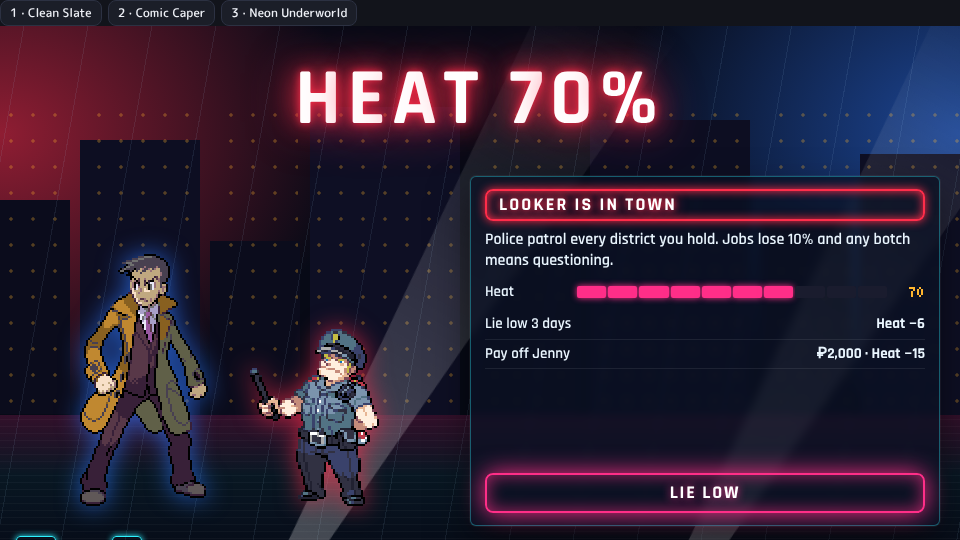 1 · Clean Slate
2 · Comic Caper
3 · Neon Underworld
HEAT 70%
LOOKER IS IN TOWN
Police patrol every district you hold. Jobs lose 10% and any botch
means questioning.
Heat 70
Lie low 3 days Heat −6
Pay off Jenny ₽2,000 · Heat −15
LIE LOW